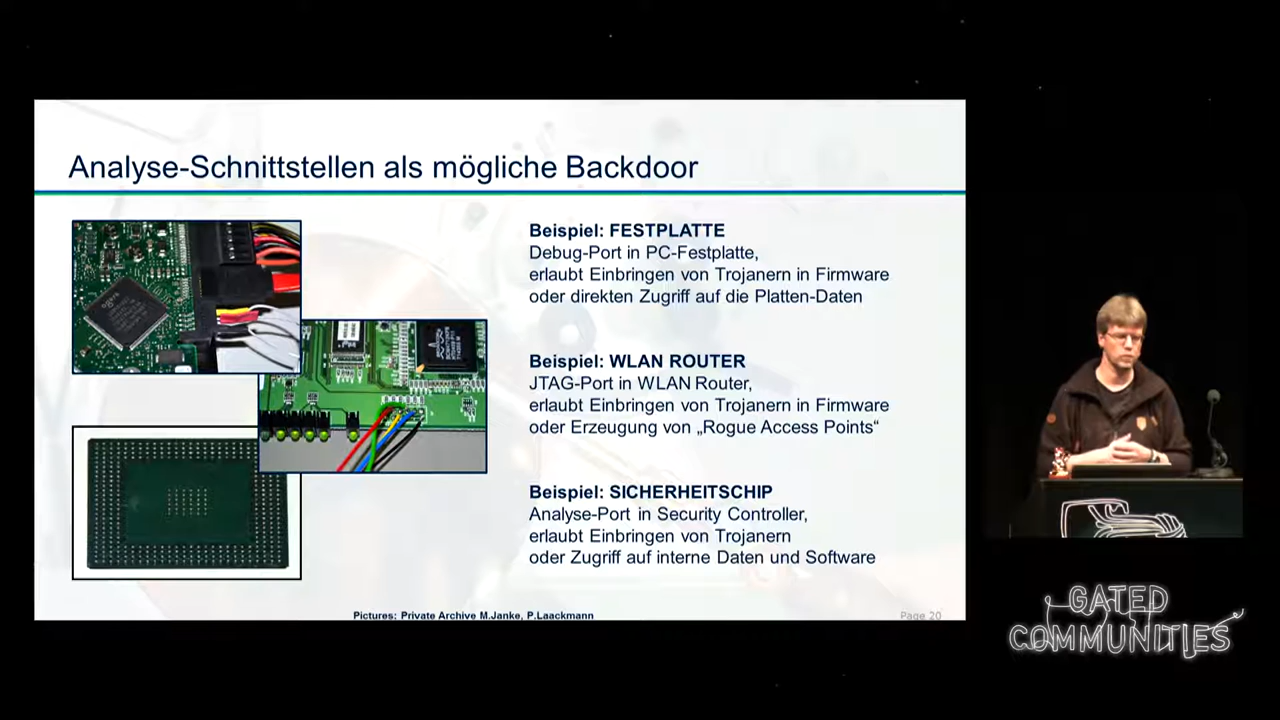 Analyse-Schnittstellen als mögliche Backdoor
Beispiel: FESTPLATTE
Debug-Port in PC-Festplatte,
erlaubt Einbringen von Trojanern in Firmware
oder direkten Zugriff auf die Platten-Daten
Beispiel: WLAN ROUTER
JTAG-Port in WLAN Router,
erlaubt Einbringen von Trojanern in Firmware
oder Erzeugung von „Rogue Access Points“
Beispiel: SICHERHEITSCHIP
Analyse-Port in Security Controller,
erlaubt Einbringen von Trojanern
oder Zugriff auf interne Daten und Software
Pictures: Private Archive M.Janke, P.Laackmann
Page 20
GATED
COMMUNITIES